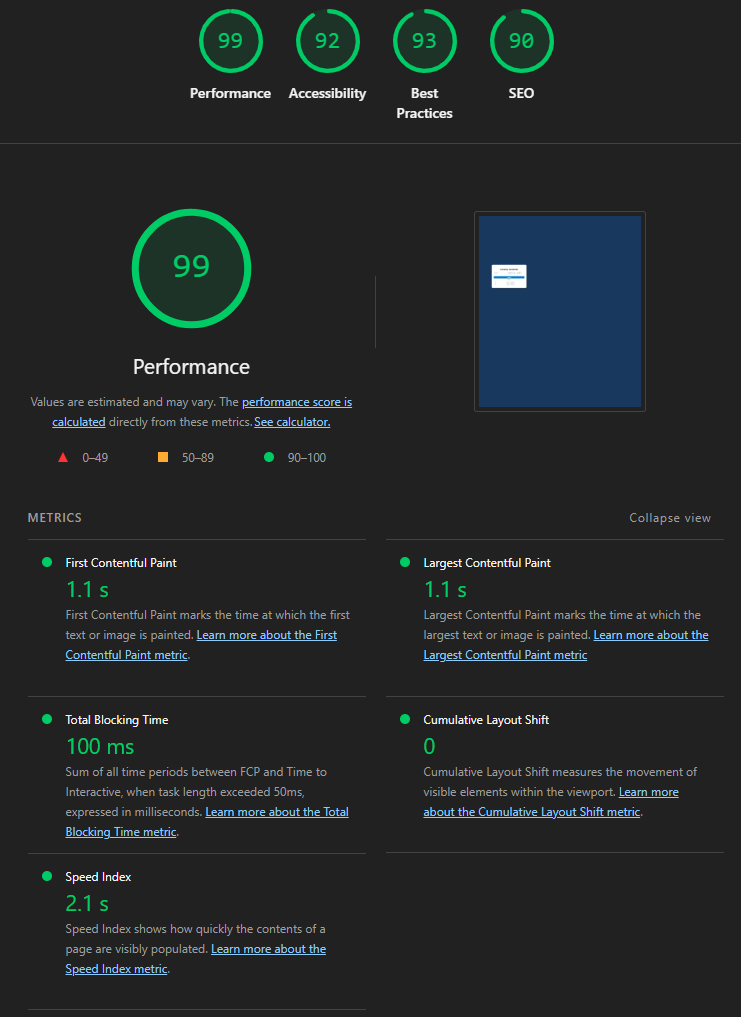 99 92 93 90
Performance Accessibility Best Practices SEO
99
Performance
Values are estimated and may vary. The performance score is
calculated directly from these metrics. See calculator.
0–49 50–89 90–100
METRICS
Collapse view
First Contentful Paint
1.1 s
First Contentful Paint marks the time at which the first
text or image is painted. Learn more about the First
Contentful Paint metric.
Largest Contentful Paint
1.1 s
Largest Contentful Paint marks the time at which the
largest text or image is painted. Learn more about the
Largest Contentful Paint metric
Total Blocking Time
100 ms
Sum of all time periods between FCP and Time to
Interactive, when task length exceeded 50ms,
expressed in milliseconds. Learn more about the Total
Blocking Time metric.
Cumulative Layout Shift
0
Cumulative Layout Shift measures the movement of
visible elements within the viewport. Learn more
about the Cumulative Layout Shift metric.
Speed Index
2.1 s
Speed Index shows how quickly the contents of a
page are visibly populated. Learn more about the
Speed Index metric.